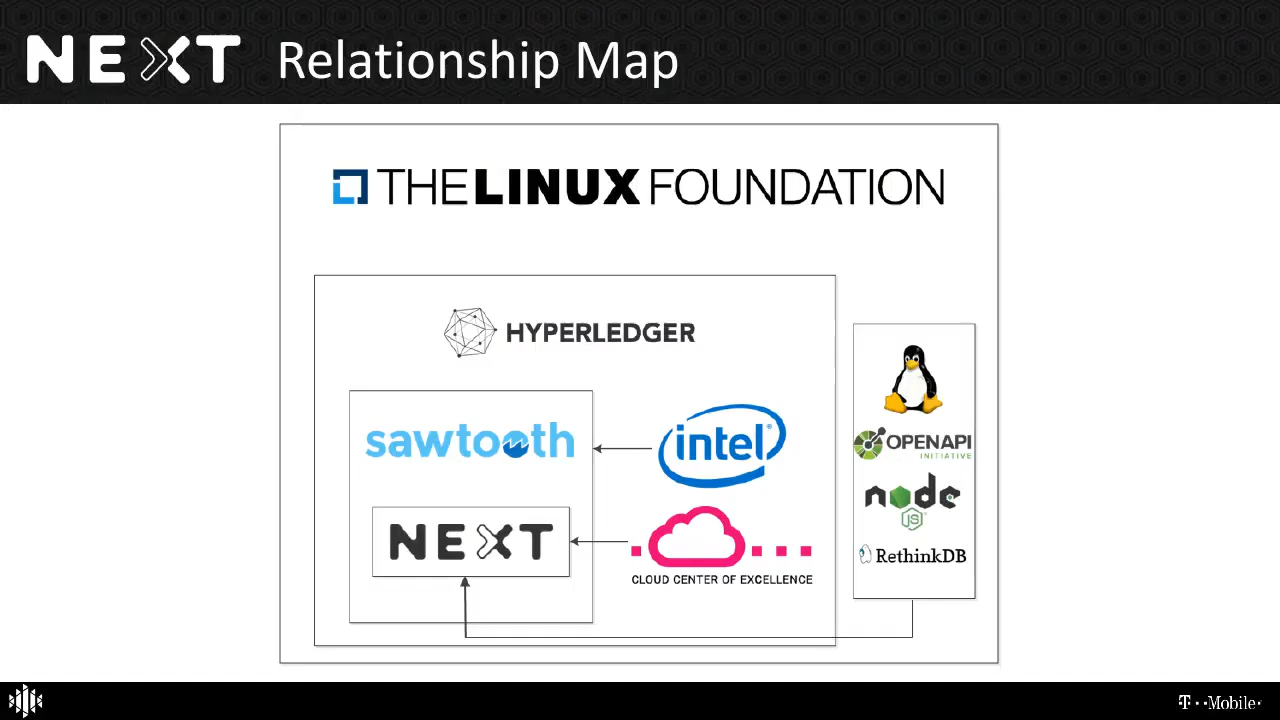 NEXT Relationship Map
THE LINUX FOUNDATION
HYPERLEDGER
sawtooth
intel®
NEXT
CLOUD CENTER OF EXCELLENCE
OPENAPI
INITIATIVE
node
JS
RethinkDB
T··Mobile·